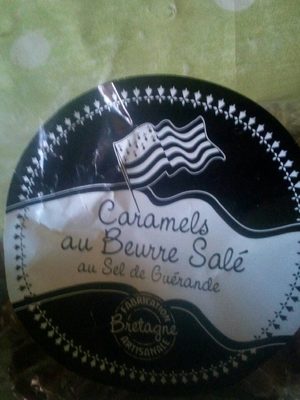 Caramels
au Beurre Salé
au Sel de Guérande
FABRICATION
Bretagne
ARTISANALE